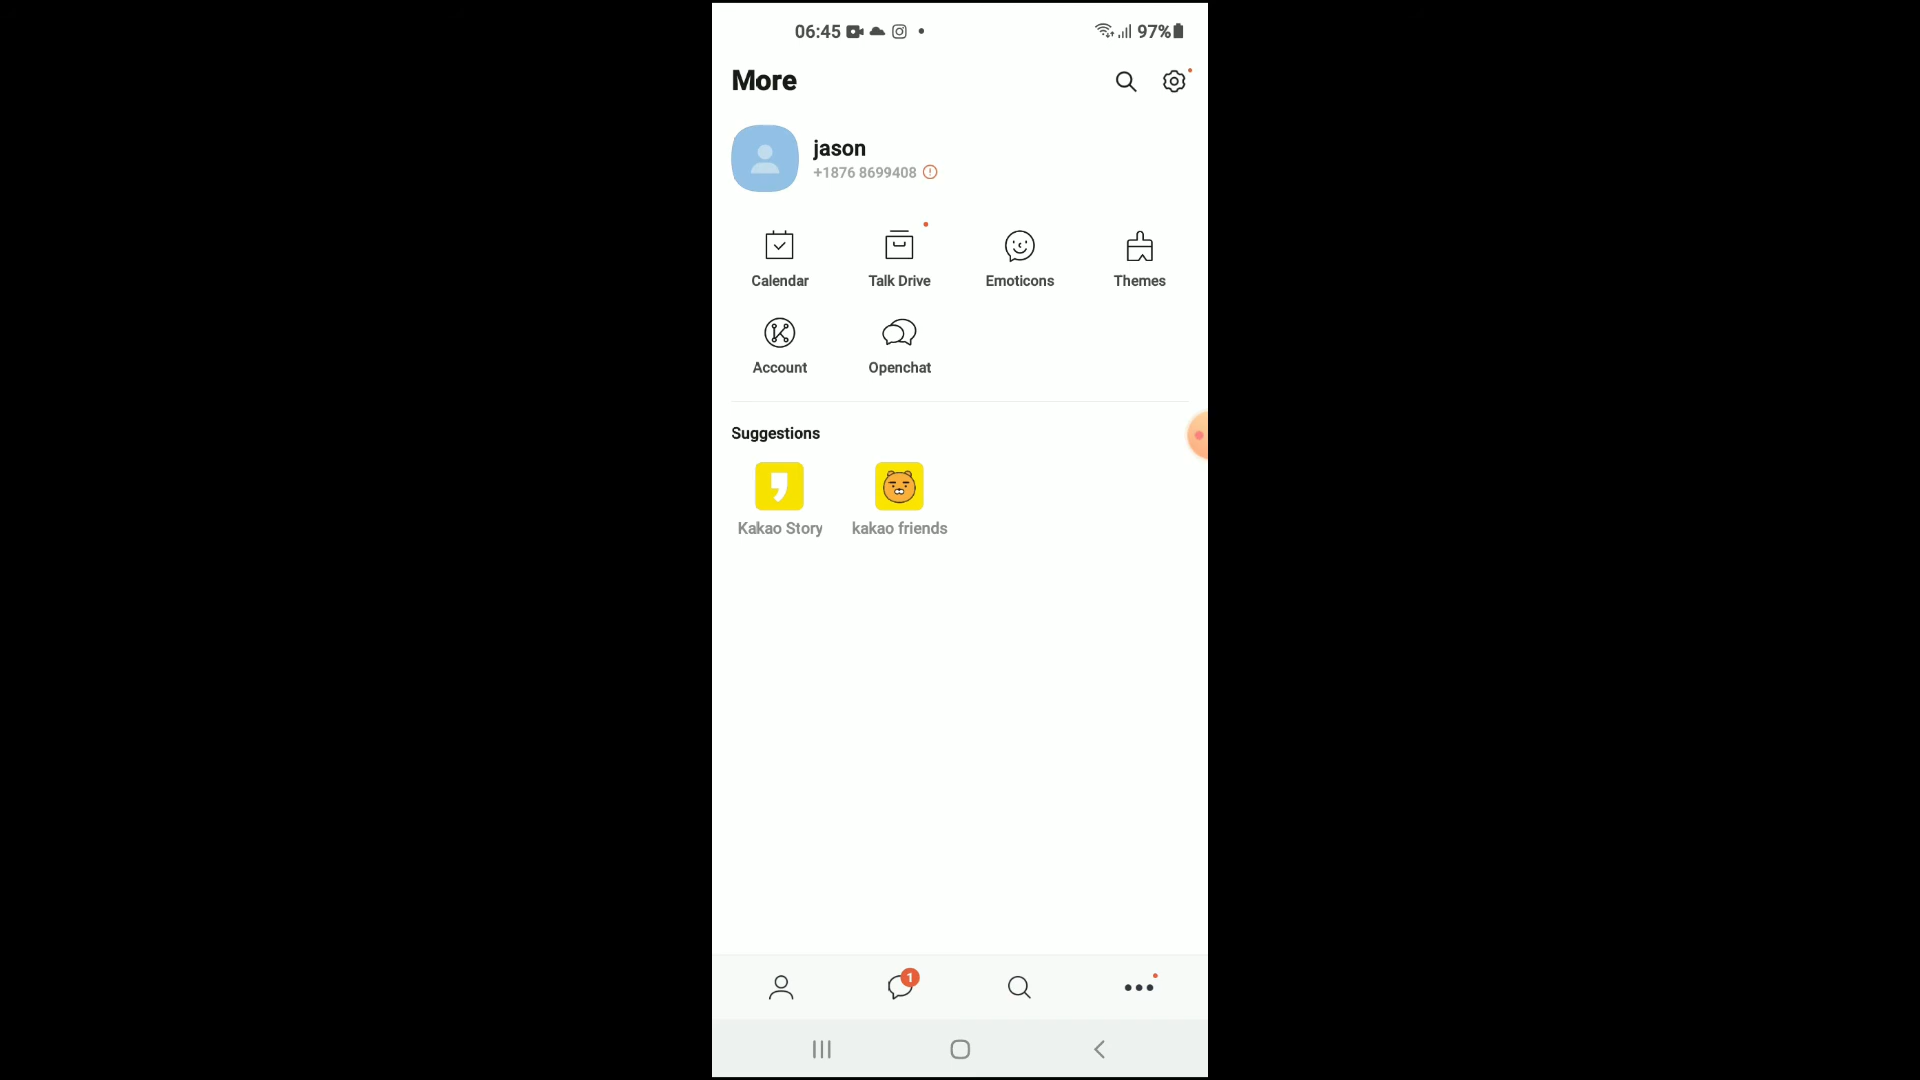 06:45 97%
More
jason
+1876 8699408
Calendar Talk Drive Emoticons Themes
Account Openchat
Suggestions
Kakao Story kakao friends
1